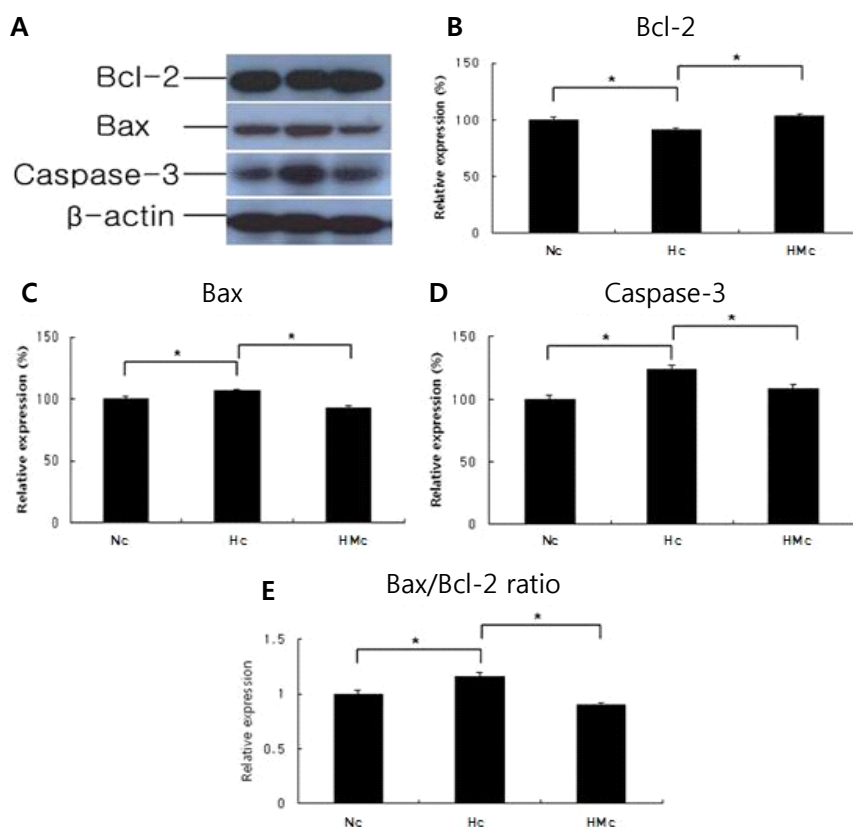 A
Bcl-2
Bax
Caspase-3
β-actin
B
Bcl-2
Relative expression (%)
150
100
50
0
*
*
Nc
Hc
HMc
C
Bax
Relative expression (%)
150
100
50
0
*
*
Nc
Hc
HMc
D
Caspase-3
Relative expression (%)
150
100
50
0
*
*
Nc
Hc
HMc
E
Bax/Bcl-2 ratio
Relative expression
1.5
1
0.5
0
*
*
Nc
Hc
HMc